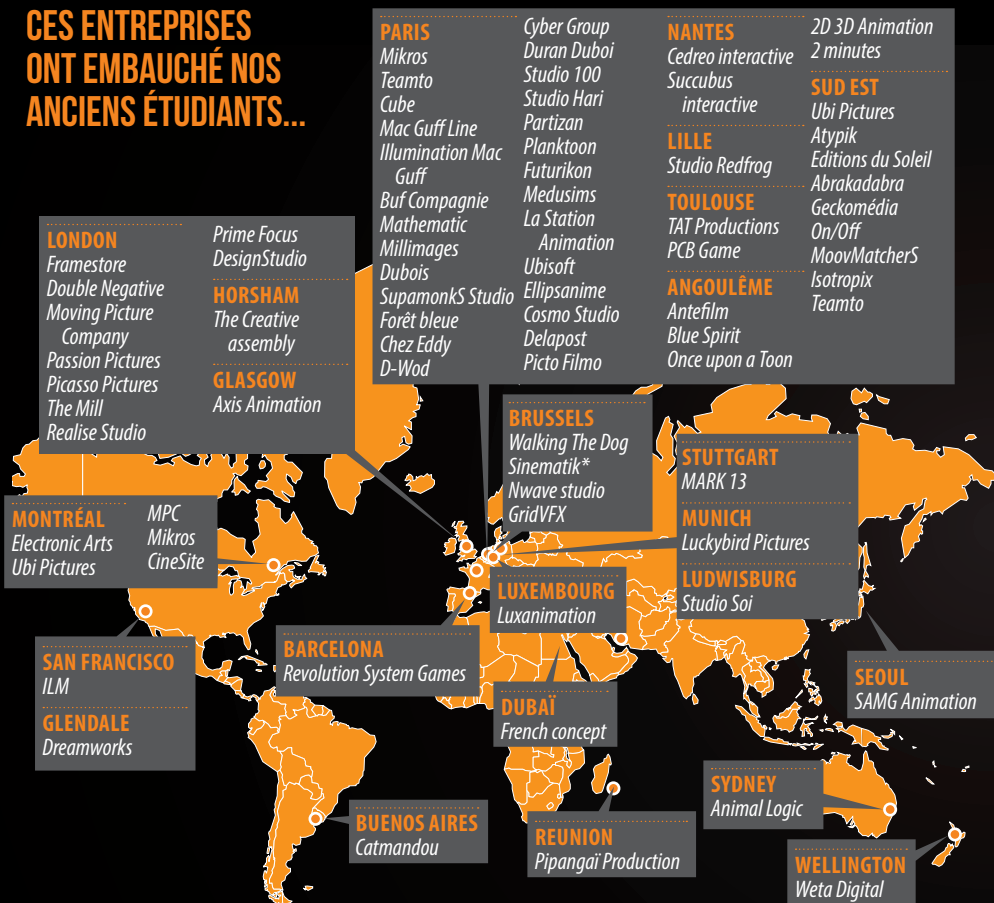 CES ENTREPRISES
ONT EMBAUCHÉ NOS
ANCIENS ÉTUDIANTS...
PARIS
Mikros
Teamto
Cube
Mac Guff Line
Illumination Mac
Guff
Buf Compagnie
Mathematic
Millimages
Dubois
SupamonkS Studio
Forêt bleue
Chez Eddy
D-Wod
Cyber Group
Duran Duboi
Studio 100
Studio Hari
Partizan
Planktoon
Futurikon
Medusims
La Station
Animation
Ubisoft
Ellipsanime
Cosmo Studio
Delapost
Picto Filmo
NANTES
Cedreo interactive
Succubus
interactive
LILLE
Studio Redfrog
TOULOUSE
TAT Productions
PCB Game
ANGOULÊME
Antefilm
Blue Spirit
Once upon a Toon
2D 3D Animation
2 minutes
SUD EST
Ubi Pictures
Atypik
Editions du Soleil
Abrakadabra
Geckomédia
On/Off
MoovMatcherS
Isotropix
Teamto
LONDON
Framestore
Double Negative
Moving Picture
Company
Passion Pictures
Picasso Pictures
The Mill
Realise Studio
Prime Focus
DesignStudio
HORSHAM
The Creative
assembly
GLASGOW
Axis Animation
BRUSSELS
Walking The Dog
Sinematik*
Nwave studio
GridVFX
STUTTGART
MARK 13
MUNICH
Luckybird Pictures
LUDWISBURG
Studio Soi
MONTRÉAL
Electronic Arts
Ubi Pictures
MPC
Mikros
CineSite
LUXEMBOURG
Luxanimation
SAN FRANCISCO
ILM
GLENDALE
Dreamworks
BARCELONA
Revolution System Games
DUBAÏ
French concept
SEOUL
SAMG Animation
BUENOS AIRES
Catmandou
REUNION
Pipangaï Production
SYDNEY
Animal Logic
WELLINGTON
Weta Digital